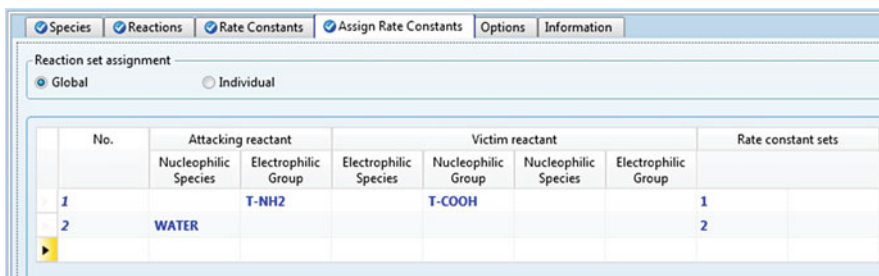 Species Reactions Rate Constants Assign Rate Constants Options Information
Reaction set assignment
Global Individual
No. Attacking reactant Victim reactant Rate constant sets
Nucleophilic Species Electrophilic Group Electrophilic Species Nucleophilic Group Nucleophilic Species Electrophilic Group
1 T-NH2 T-COOH 1
2 WATER 2